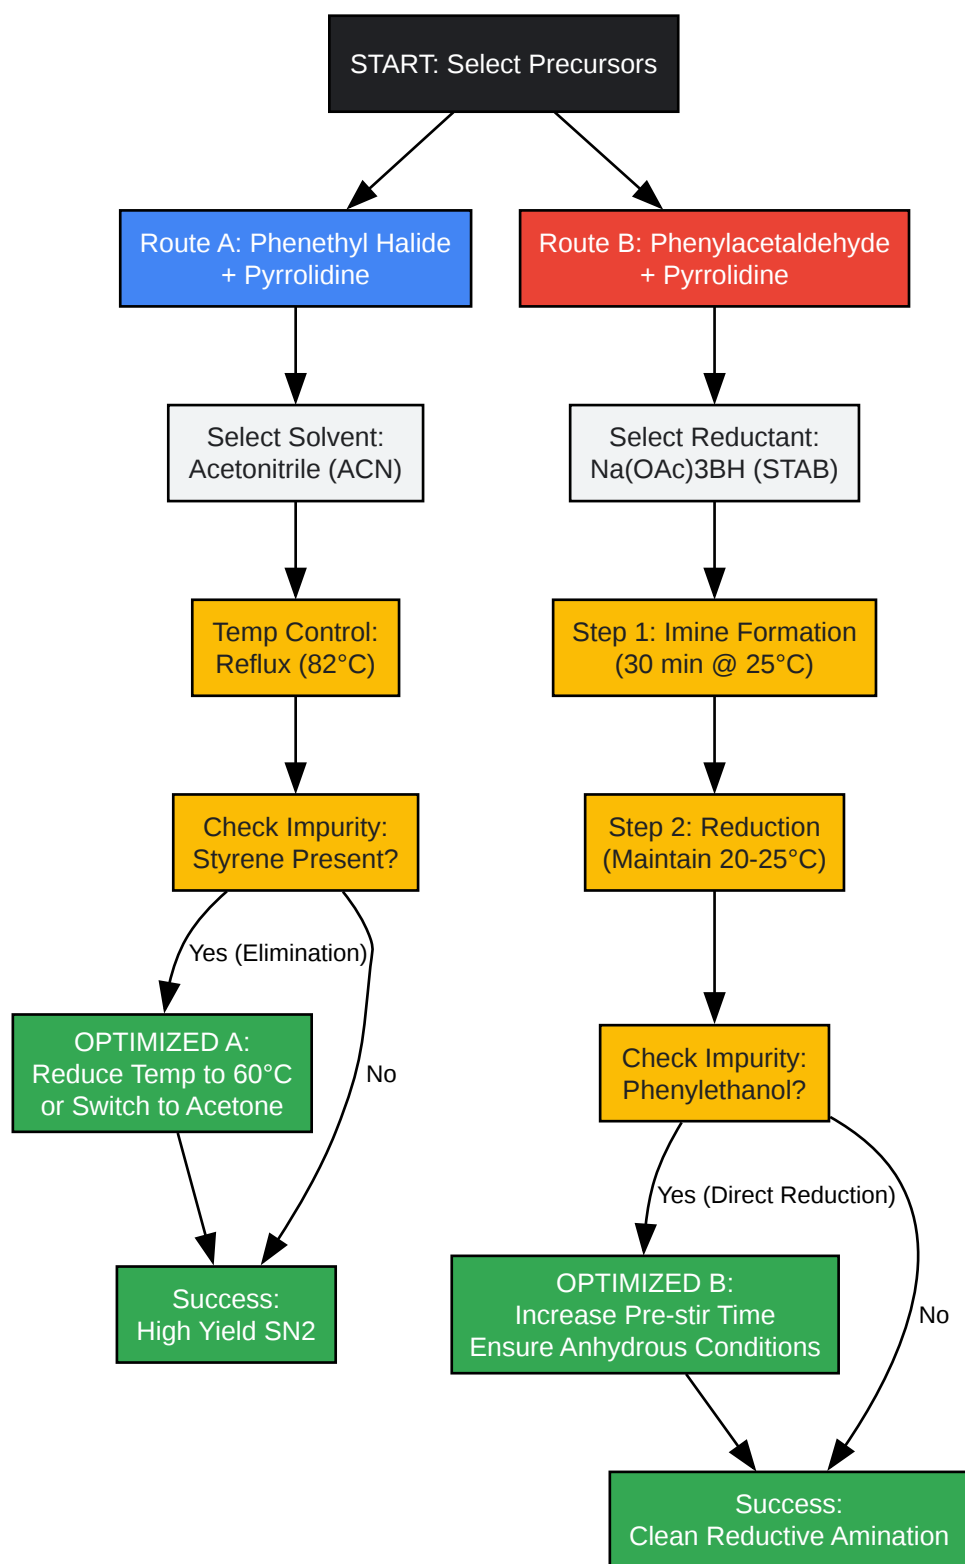 START: Select Precursors
Route A: Phenethyl Halide
+ Pyrrolidine
Route B: Phenylacetaldehyde
+ Pyrrolidine
Select Solvent:
Acetonitrile (ACN)
Select Reductant:
Na(OAc)3BH (STAB)
Temp Control:
Reflux (82°C)
Step 1: Imine Formation
(30 min @ 25°C)
Check Impurity:
Styrene Present?
Step 2: Reduction
(Maintain 20-25°C)
Yes (Elimination)
No
OPTIMIZED A:
Reduce Temp to 60°C
or Switch to Acetone
Check Impurity:
Phenylethanol?
Yes (Direct Reduction)
No
Success:
High Yield SN2
OPTIMIZED B:
Increase Pre-stir Time
Ensure Anhydrous Conditions
Success:
Clean Reductive Amination